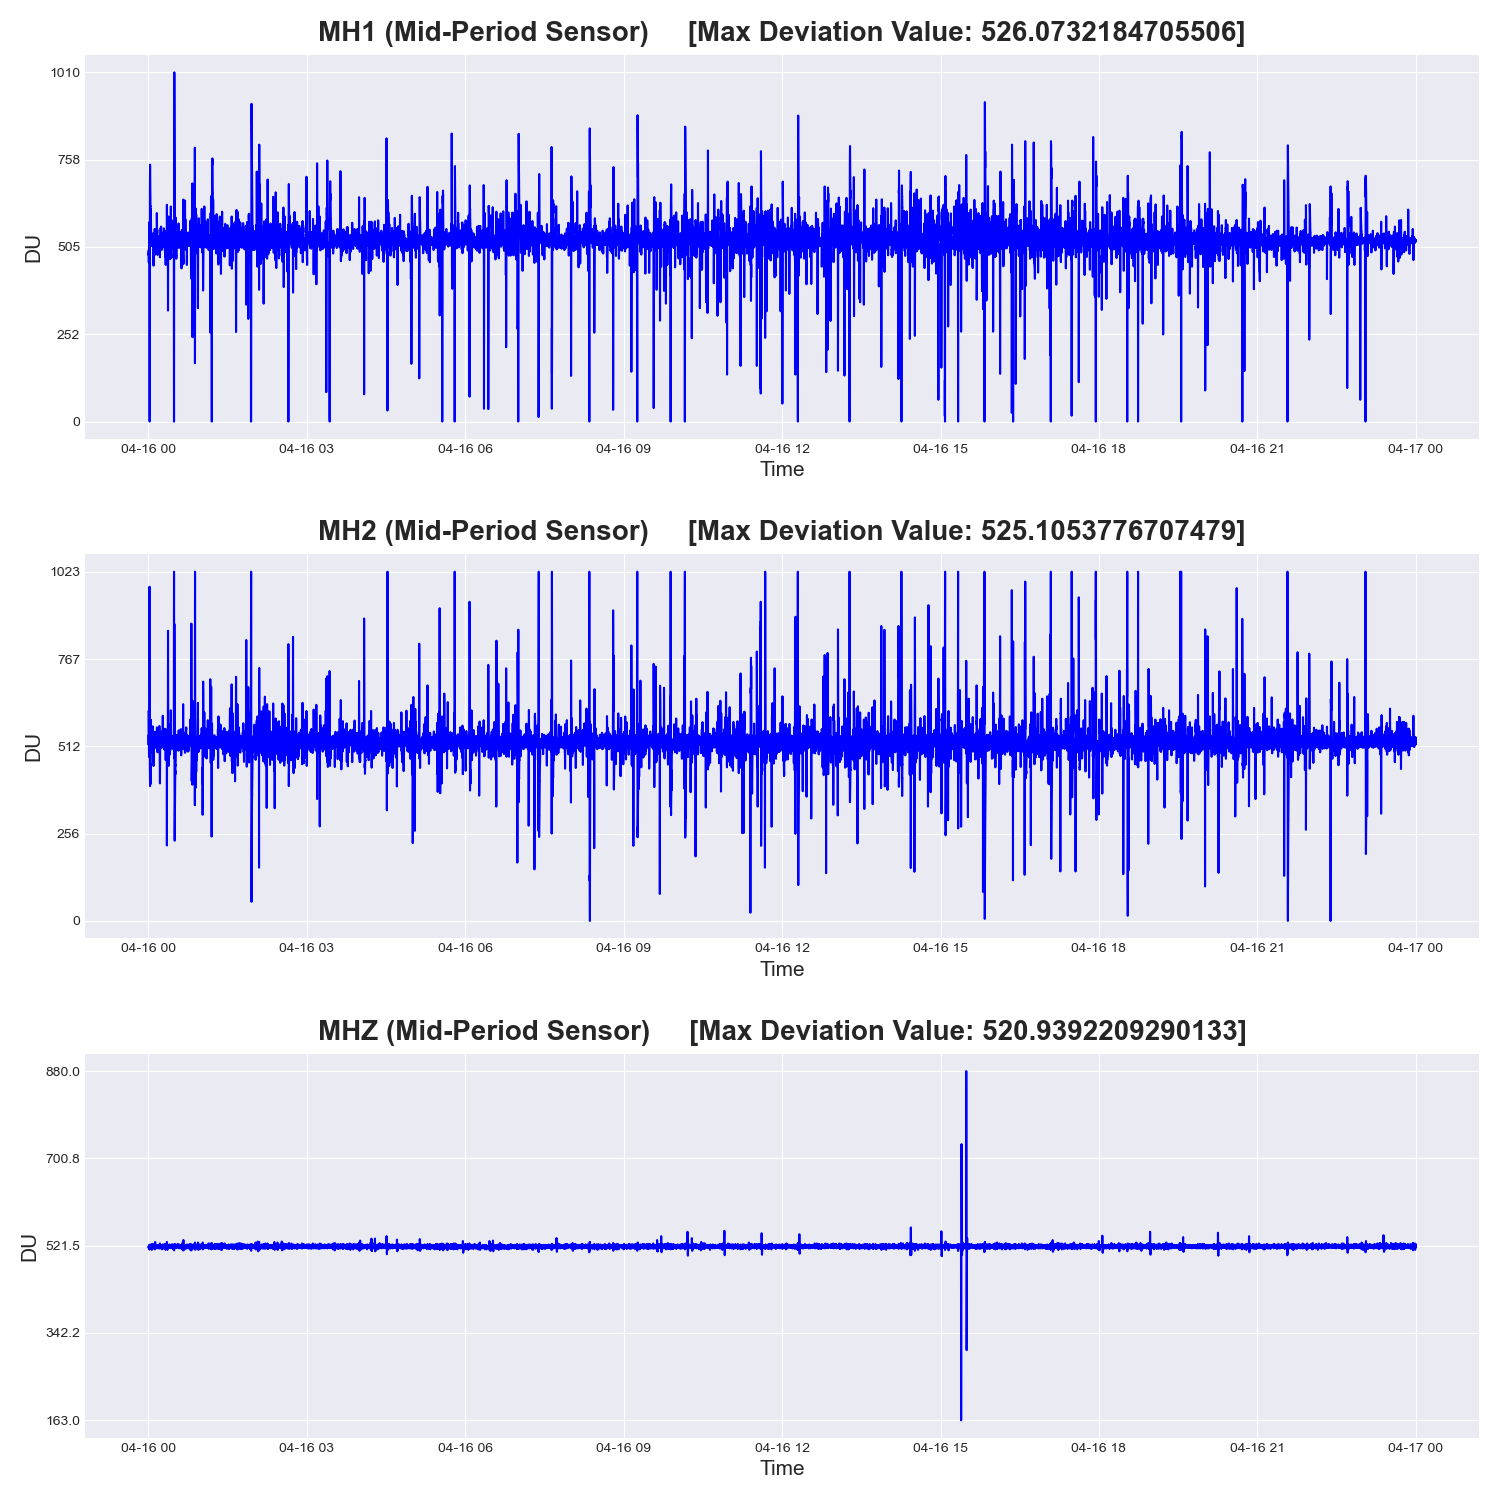 MH1 (Mid-Period Sensor) [Max Deviation Value: 526.0732184705506]
1010
758
505
252
0
DU
04-16 00 04-16 03 04-16 06 04-16 09 04-16 12 04-16 15 04-16 18 04-16 21 04-17 00
Time
MH2 (Mid-Period Sensor) [Max Deviation Value: 525.1053776707479]
1023
767
512
256
0
DU
04-16 00 04-16 03 04-16 06 04-16 09 04-16 12 04-16 15 04-16 18 04-16 21 04-17 00
Time
MHZ (Mid-Period Sensor) [Max Deviation Value: 520.9392209290133]
880.0
700.8
521.5
342.2
163.0
DU
04-16 00 04-16 03 04-16 06 04-16 09 04-16 12 04-16 15 04-16 18 04-16 21 04-17 00
Time